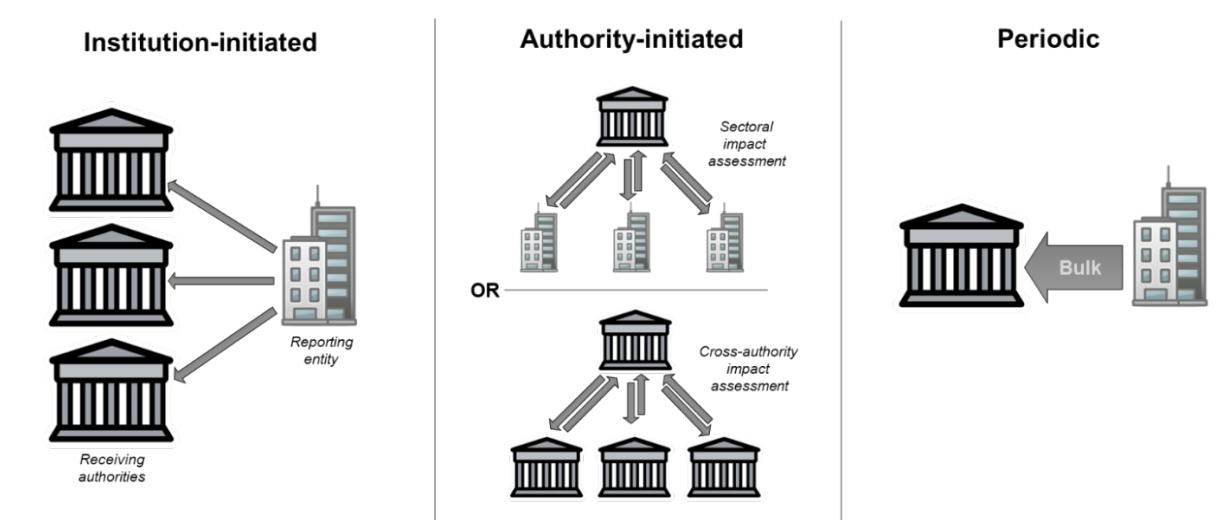 Institution-initiated
Reporting
entity
Receiving
authorities
Authority-initiated
Sectoral
impact
assessment
OR
Cross-authority
impact
assessment
Periodic
Bulk